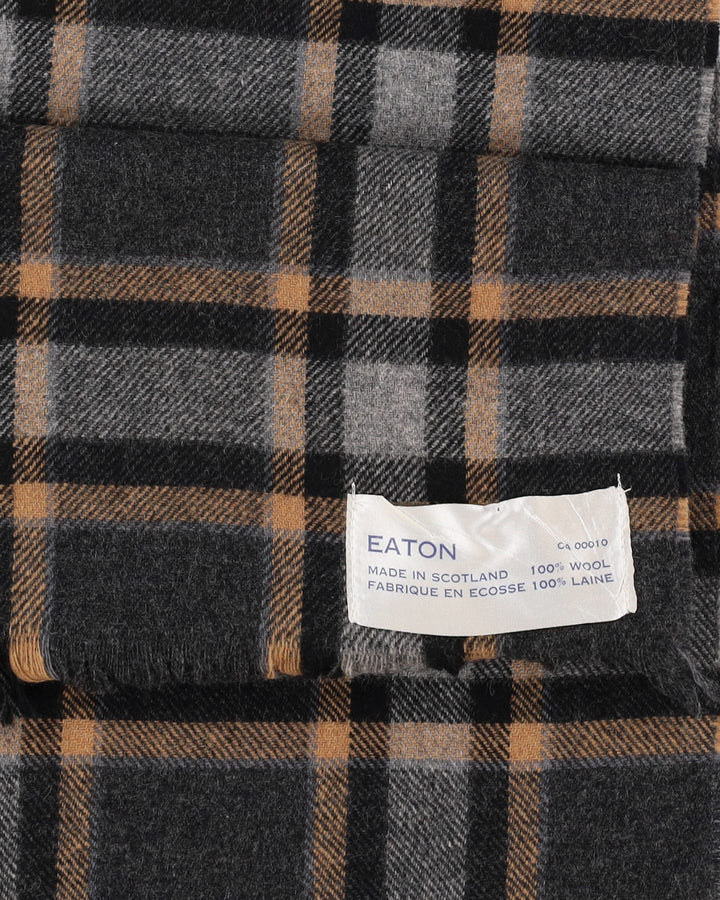 EATON CA 00010
MADE IN SCOTLAND 100% WOOL
FABRIQUE EN ECOSSE 100% LAINE